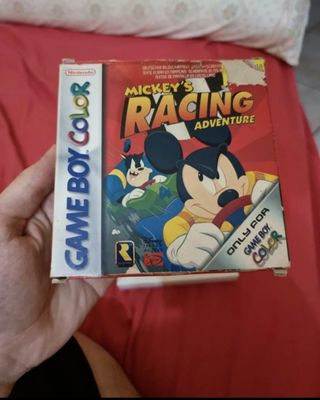 Nintendo
GAME BOY COLOR
MICKEY'S
RACING
ADVENTURE
ONLY FOR
GAME BOY
COLOR